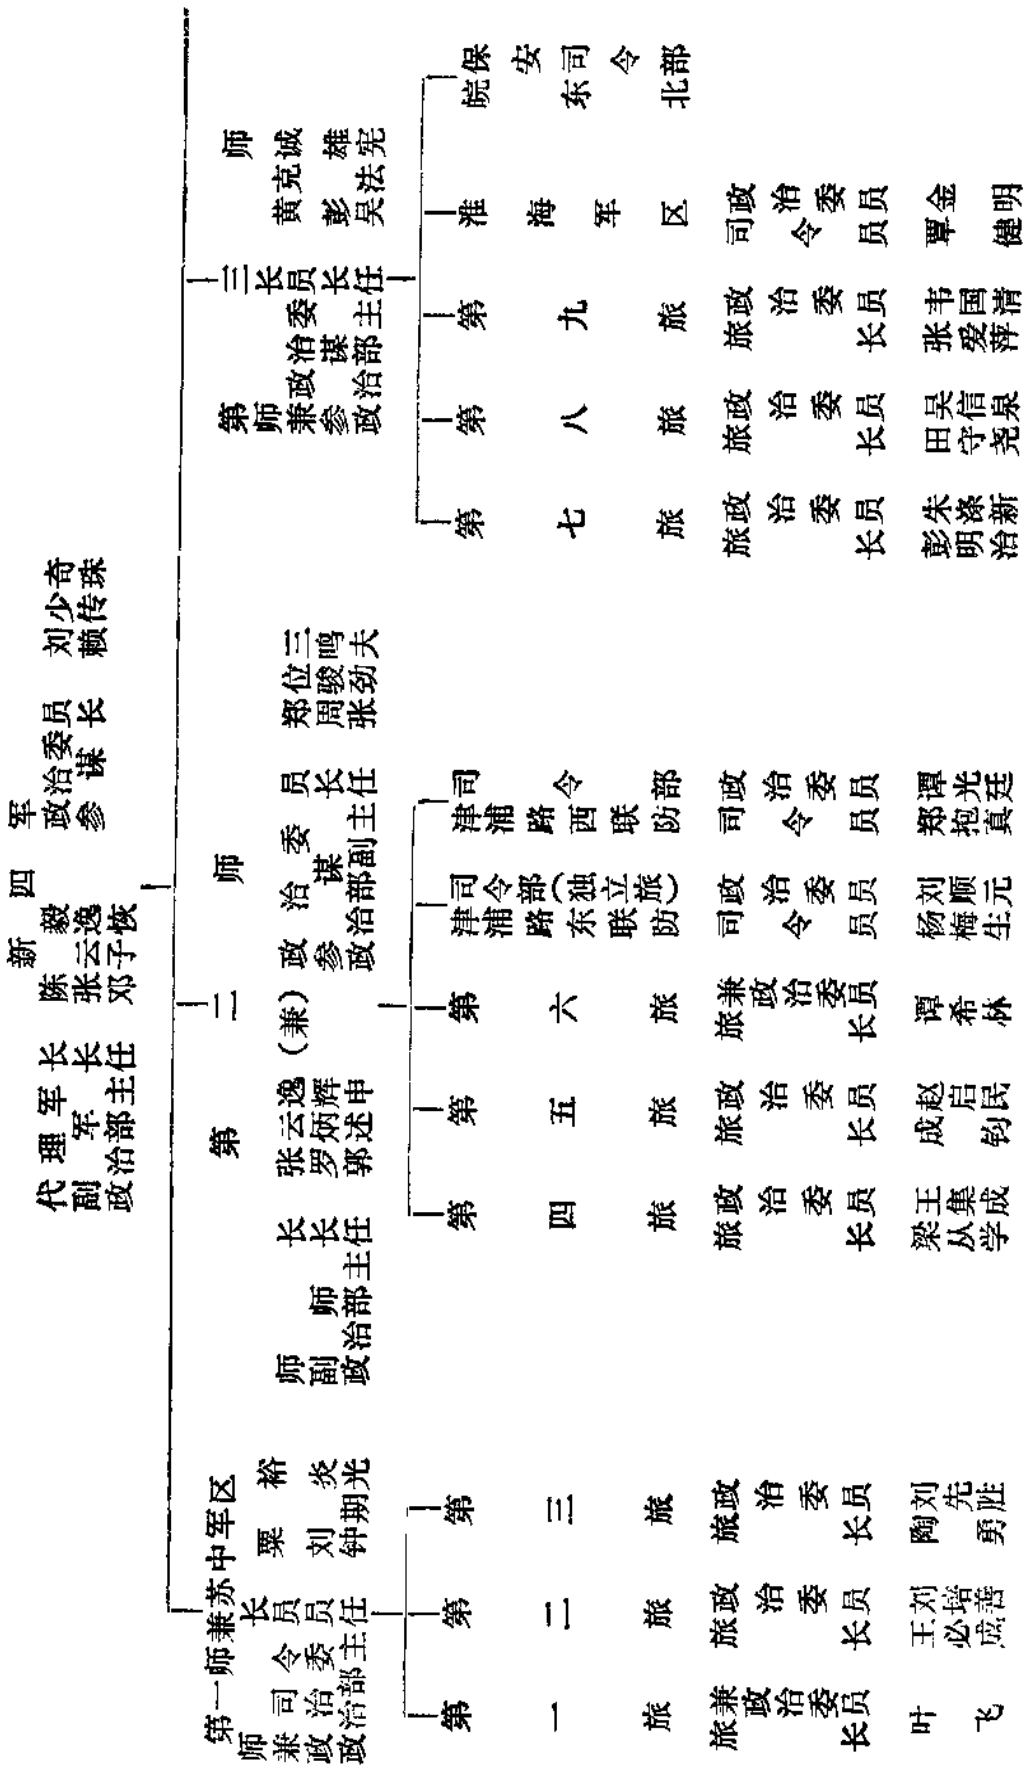 新四军
代理军长 陈毅 政治委员 刘少奇
副军长 张云逸 参谋长 赖传珠
政治部主任 邓子恢
第一师兼苏中军区
师长
兼司令员 粟裕
政治委员 刘炎
政治部主任 钟期光
第一旅
旅长
兼政治委员
叶飞
第二旅
旅长 王必成
政治委员 刘培善
第三旅
旅长 陶勇
政治委员 刘先胜
第二师
师长 张云逸(兼) 政治委员 郑位三
副师长 罗炳辉 参谋长 周骏鸣
政治部主任 郭述申 政治部副主任 张劲夫
第四旅
旅长 梁从学
政治委员 王集成
第五旅
旅长 成钧
政治委员 赵启民
第六旅
旅长
兼政治委员
谭希林
津浦路东联防
司令部(独立旅)
司令员 杨梅生
政治委员 刘顺元
津浦路西联防
司令部
司令员 郑抱真
政治委员 谭光廷
第三师
师长
兼政治委员 黄克诚
参谋长 彭雄
政治部主任 吴法宪
第七旅
旅长 彭明治
政治委员 朱涤新
第八旅
旅长 田守尧
政治委员 吴信泉
第九旅
旅长 张爱萍
政治委员 韦国清
淮海军区
司令员 覃健
政治委员 金明
皖东北
保安司令部